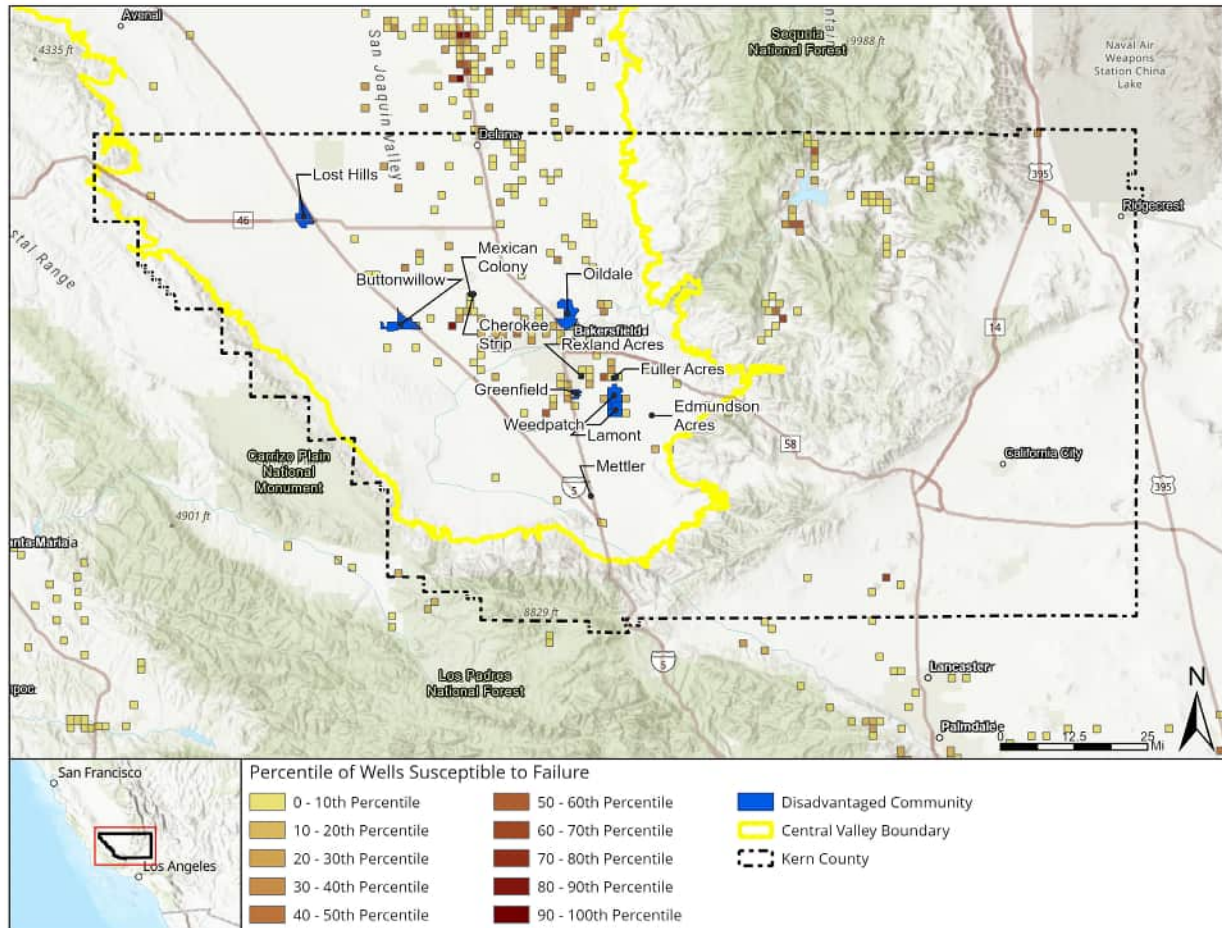 Avenal
4335 ft
San Joaquin Valley
Sequoia
National Forest
9988 ft
Naval Air
Weapons
Station China
Lake
Delano
Lost Hills
46
395
Ridgecrest
Mexican
Colony
Buttonwillow
Oildale
Cherokee
Strip
Bakersfield
Rexland Acres
14
Fuller Acres
Greenfield
Edmundson
Acres
Weedpatch
Lamont
58
Carrizo Plain
National
Monument
Mettler
California City
5
395
Range
4901 ft
8829 ft
Los Padres
National Forest
5
Lancaster
Palmdale
N
0 12.5 25
Mi
San Francisco
Los Angeles
Percentile of Wells Susceptible to Failure
0 - 10th Percentile
10 - 20th Percentile
20 - 30th Percentile
30 - 40th Percentile
40 - 50th Percentile
50 - 60th Percentile
60 - 70th Percentile
70 - 80th Percentile
80 - 90th Percentile
90 - 100th Percentile
Disadvantaged Community
Central Valley Boundary
Kern County